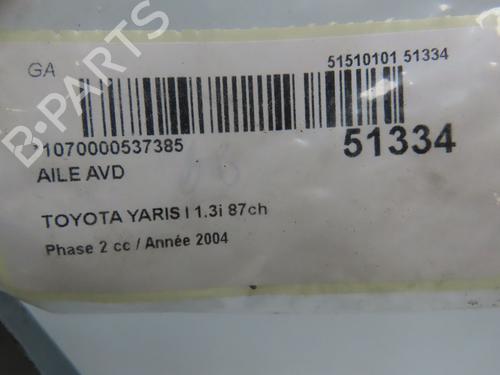 GA
51510101 51334
*1070000537385
51334
AILE AVD
TOYOTA YARIS I 1.3i 87ch
Phase 2 cc / Année 2004
B-PARTS